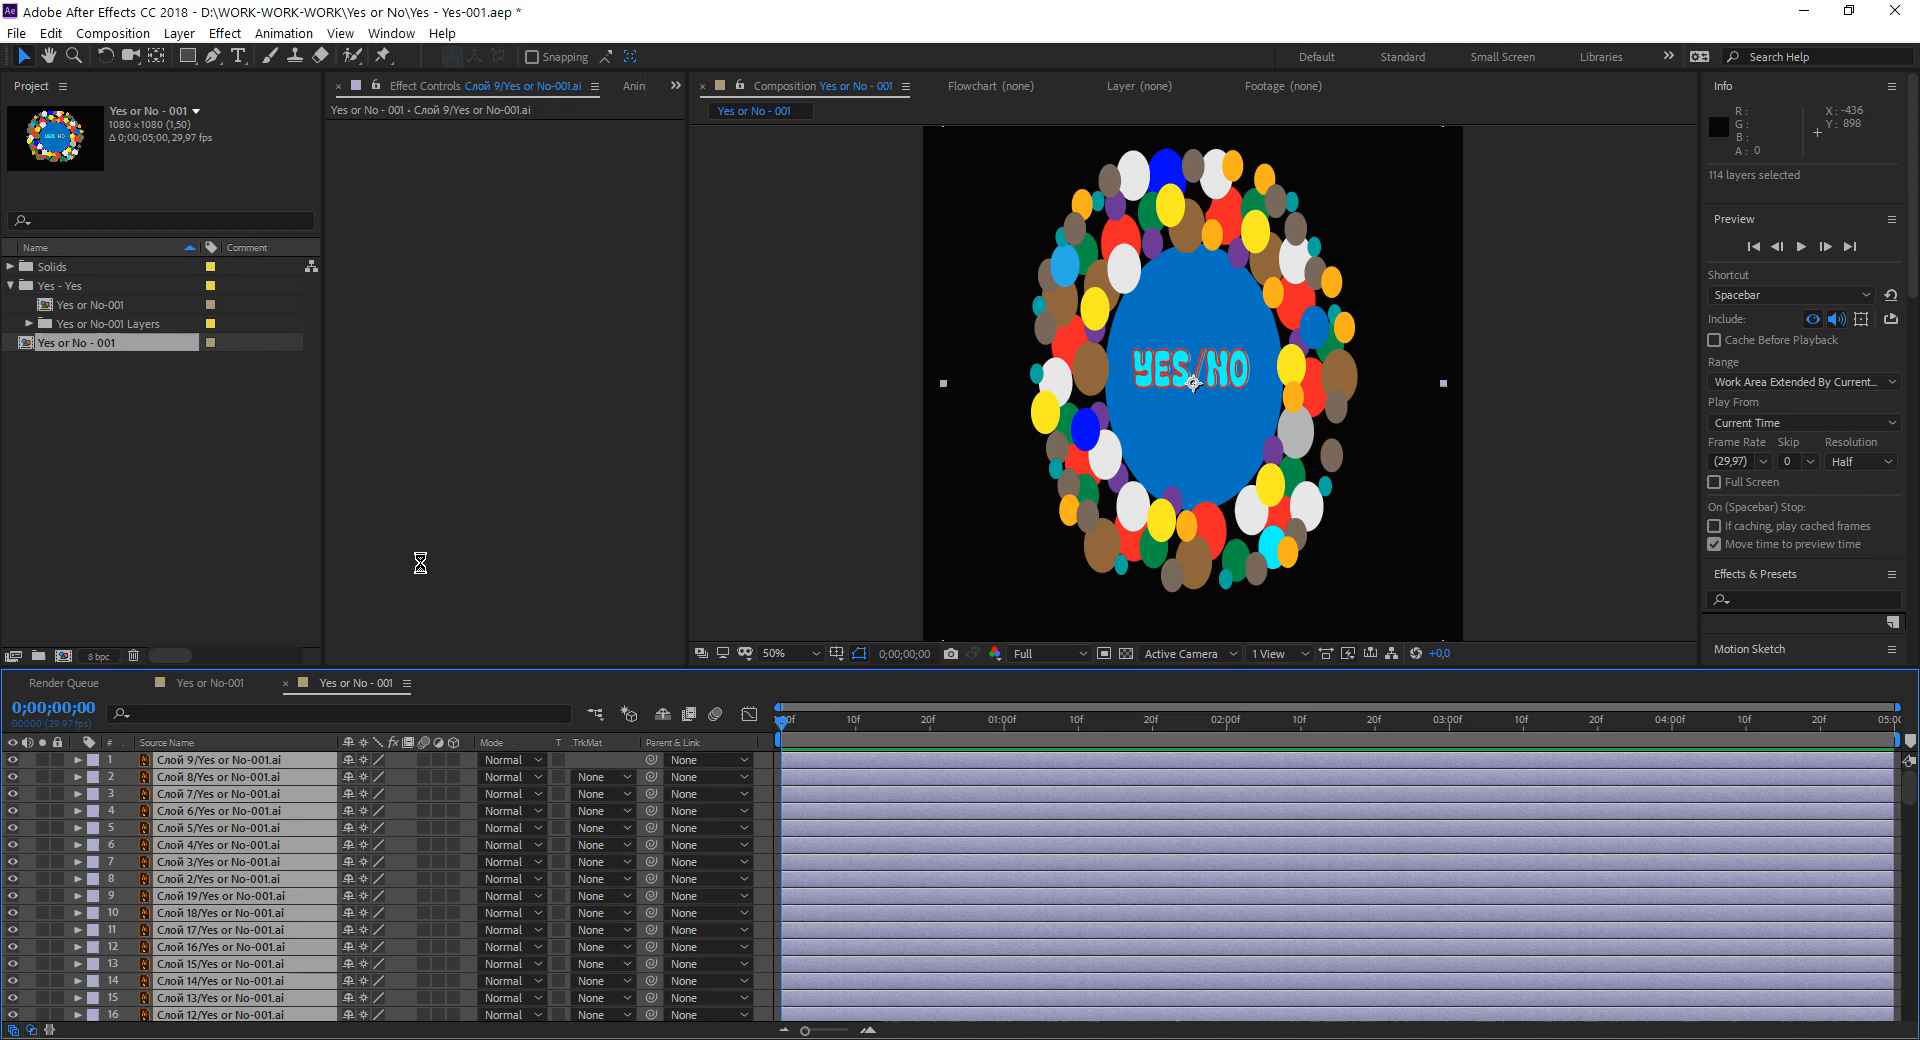 Adobe After Effects CC 2018 - D:\WORK-WORK-WORK\Yes or No\Yes - Yes-001.aep *
File Edit Composition Layer Effect Animation View Window Help
Snapping
Default Standard Small Screen Libraries Search Help
Project
Yes or No - 001
1080 x 1080 (1,50)
Δ 0;00;05;00, 29,97 fps
Name Comment
Solids
Yes - Yes
Yes or No-001
Yes or No-001 Layers
Yes or No - 001
8 bpc
Effect Controls Слой 9/Yes or No-001.ai Anin
Yes or No - 001 • Слой 9/Yes or No-001.ai
Composition Yes or No - 001 Flowchart (none) Layer (none) Footage (none)
Yes or No - 001
YES/NO
50% 0;00;00;00 Full Active Camera 1 View +0,0
Info
R :
G :
B :
A : 0
X : -436
Y : 898
114 layers selected
Preview
Shortcut
Spacebar
Include:
Cache Before Playback
Range
Work Area Extended By Current...
Play From
Current Time
Frame Rate Skip Resolution
(29,97) 0 Half
Full Screen
On (Spacebar) Stop:
If caching, play cached frames
Move time to preview time
Effects & Presets
Motion Sketch
Render Queue Yes or No-001 Yes or No - 001
0;00;00;00
00000 (29.97 fps)
00f 10f 20f 01:00f 10f 20f 02:00f 10f 20f 03:00f 10f 20f 04:00f 10f 20f 05:00
# Source Name fx Mode T .TrkMat Parent & Link
1 Слой 9/Yes or No-001.ai Normal None
2 Слой 8/Yes or No-001.ai Normal None None
3 Слой 7/Yes or No-001.ai Normal None None
4 Слой 6/Yes or No-001.ai Normal None None
5 Слой 5/Yes or No-001.ai Normal None None
6 Слой 4/Yes or No-001.ai Normal None None
7 Слой 3/Yes or No-001.ai Normal None None
8 Слой 2/Yes or No-001.ai Normal None None
9 Слой 19/Yes or No-001.ai Normal None None
10 Слой 18/Yes or No-001.ai Normal None None
11 Слой 17/Yes or No-001.ai Normal None None
12 Слой 16/Yes or No-001.ai Normal None None
13 Слой 15/Yes or No-001.ai Normal None None
14 Слой 14/Yes or No-001.ai Normal None None
15 Слой 13/Yes or No-001.ai Normal None None
16 Слой 12/Yes or No-001.ai Normal None None